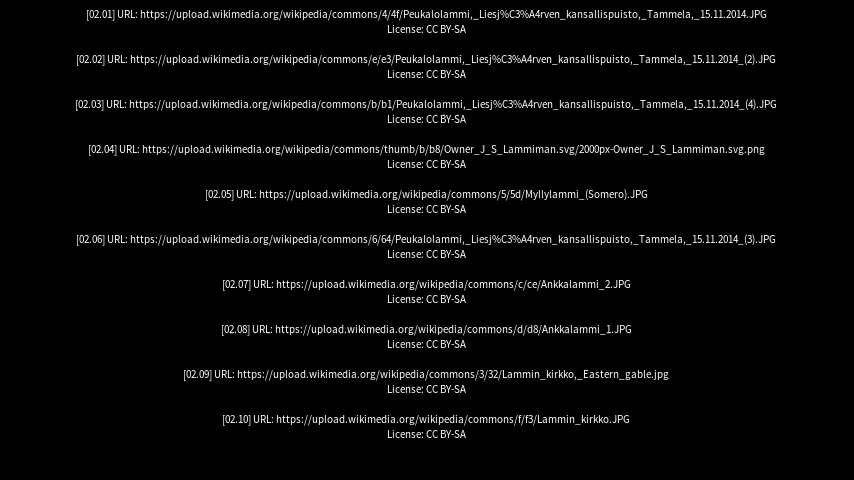 [02.01] URL: https://upload.wikimedia.org/wikipedia/commons/4/4f/Peukalolammi,_Liesj%C3%A4rven_kansallispuisto,_Tammela,_15.11.2014.JPG
License: CC BY-SA
[02.02] URL: https://upload.wikimedia.org/wikipedia/commons/e/e3/Peukalolammi,_Liesj%C3%A4rven_kansallispuisto,_Tammela,_15.11.2014_(2).JPG
License: CC BY-SA
[02.03] URL: https://upload.wikimedia.org/wikipedia/commons/b/b1/Peukalolammi,_Liesj%C3%A4rven_kansallispuisto,_Tammela,_15.11.2014_(4).JPG
License: CC BY-SA
[02.04] URL: https://upload.wikimedia.org/wikipedia/commons/thumb/b/b8/Owner_J_S_Lammiman.svg/2000px-Owner_J_S_Lammiman.svg.png
License: CC BY-SA
[02.05] URL: https://upload.wikimedia.org/wikipedia/commons/5/5d/Myllylammi_(Somero).JPG
License: CC BY-SA
[02.06] URL: https://upload.wikimedia.org/wikipedia/commons/6/64/Peukalolammi,_Liesj%C3%A4rven_kansallispuisto,_Tammela,_15.11.2014_(3).JPG
License: CC BY-SA
[02.07] URL: https://upload.wikimedia.org/wikipedia/commons/c/ce/Ankkalammi_2.JPG
License: CC BY-SA
[02.08] URL: https://upload.wikimedia.org/wikipedia/commons/d/d8/Ankkalammi_1.JPG
License: CC BY-SA
[02.09] URL: https://upload.wikimedia.org/wikipedia/commons/3/32/Lammin_kirkko,_Eastern_gable.jpg
License: CC BY-SA
[02.10] URL: https://upload.wikimedia.org/wikipedia/commons/f/f3/Lammin_kirkko.JPG
License: CC BY-SA